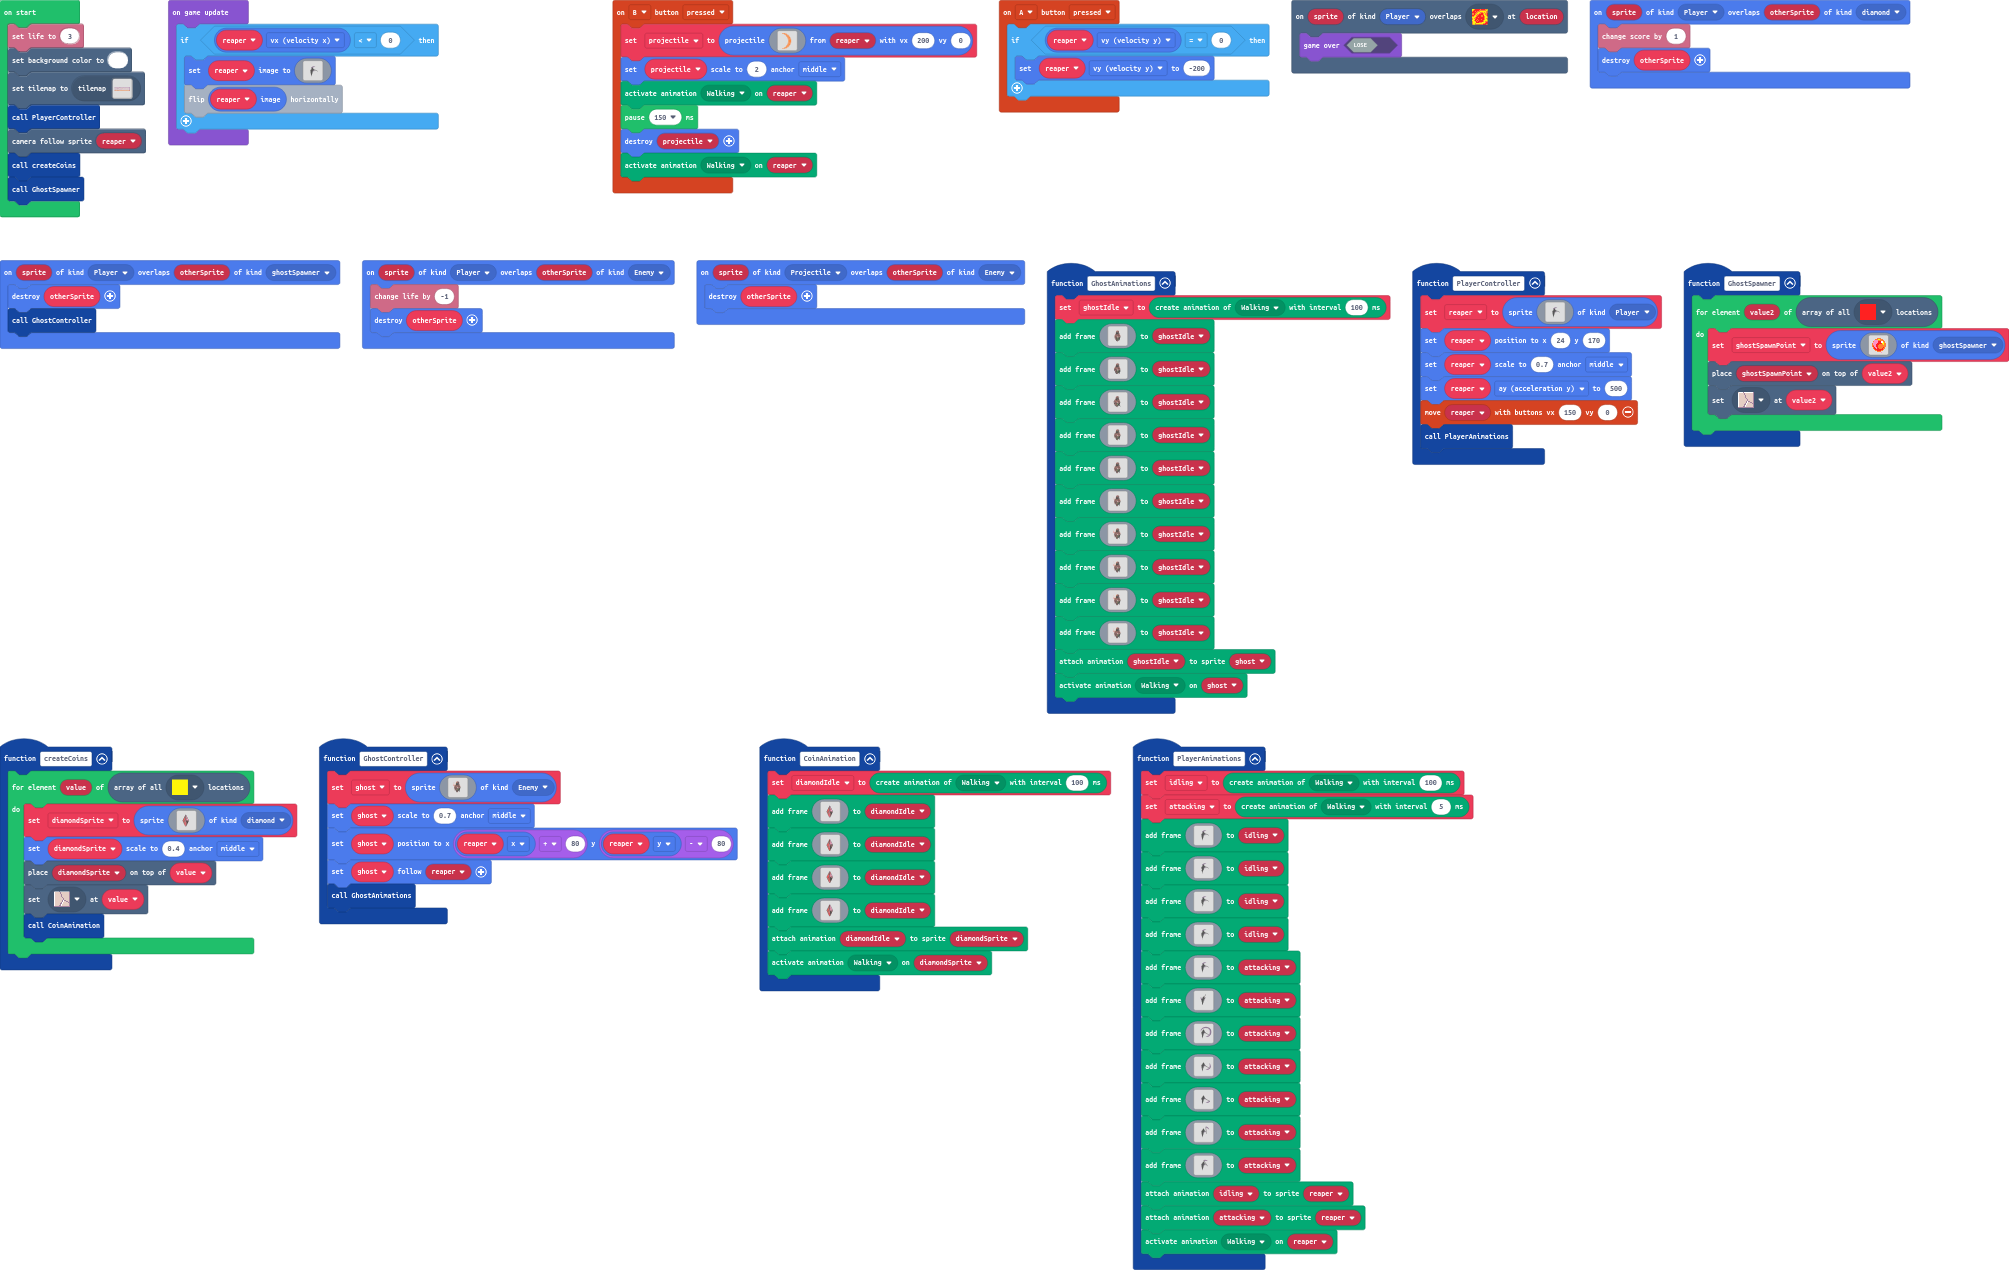 on start
set life to 3
set background color to
set tilemap to tilemap
call PlayerController
camera follow sprite reaper
call createCoins
call GhostSpawner
on game update
if reaper vx (velocity x) < 0 then
set reaper image to
flip reaper image horizontally
on B button pressed
set projectile to projectile from reaper with vx 200 vy 0
set projectile scale to 2 anchor middle
activate animation Walking on reaper
pause 150 ms
destroy projectile
activate animation Walking on reaper
on A button pressed
if reaper vy (velocity y) = 0 then
set reaper vy (velocity y) to -200
on sprite of kind Player overlaps at location
game over LOSE
on sprite of kind Player overlaps otherSprite of kind diamond
change score by 1
destroy otherSprite
on sprite of kind Player overlaps otherSprite of kind ghostSpawner
destroy otherSprite
call GhostController
on sprite of kind Player overlaps otherSprite of kind Enemy
change life by -1
destroy otherSprite
on sprite of kind Projectile overlaps otherSprite of kind Enemy
destroy otherSprite
function GhostAnimations
set ghostIdle to create animation of Walking with interval 100 ms
add frame to ghostIdle
add frame to ghostIdle
add frame to ghostIdle
add frame to ghostIdle
add frame to ghostIdle
add frame to ghostIdle
add frame to ghostIdle
add frame to ghostIdle
add frame to ghostIdle
add frame to ghostIdle
attach animation ghostIdle to sprite ghost
activate animation Walking on ghost
function PlayerController
set reaper to sprite of kind Player
set reaper position to x 24 y 170
set reaper scale to 0.7 anchor middle
set reaper ay (acceleration y) to 500
move reaper with buttons vx 150 vy 0
call PlayerAnimations
function GhostSpawner
for element value2 of array of all locations
do
set ghostSpawnPoint to sprite of kind ghostSpawner
place ghostSpawnPoint on top of value2
set at value2
function createCoins
for element value of array of all locations
do
set diamondSprite to sprite of kind diamond
set diamondSprite scale to 0.4 anchor middle
place diamondSprite on top of value
set at value
call CoinAnimation
function GhostController
set ghost to sprite of kind Enemy
set ghost scale to 0.7 anchor middle
set ghost position to x reaper x + 80 y reaper y - 80
set ghost follow reaper
call GhostAnimations
function CoinAnimation
set diamondIdle to create animation of Walking with interval 100 ms
add frame to diamondIdle
add frame to diamondIdle
add frame to diamondIdle
add frame to diamondIdle
attach animation diamondIdle to sprite diamondSprite
activate animation Walking on diamondSprite
function PlayerAnimations
set idling to create animation of Walking with interval 100 ms
set attacking to create animation of Walking with interval 5 ms
add frame to idling
add frame to idling
add frame to idling
add frame to idling
add frame to attacking
add frame to attacking
add frame to attacking
add frame to attacking
add frame to attacking
add frame to attacking
add frame to attacking
attach animation idling to sprite reaper
attach animation attacking to sprite reaper
activate animation Walking on reaper